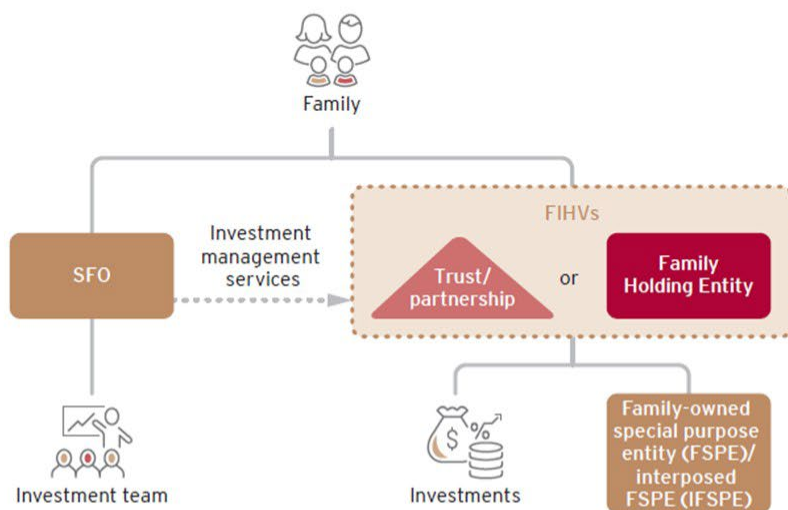 Family
FIHVs
SFO
Investment
management
services
Trust/
partnership
or
Family
Holding Entity
$
%
Investment team
Investments
Family-owned
special purpose
entity (FSPE)/
interposed
FSPE (IFSPE)